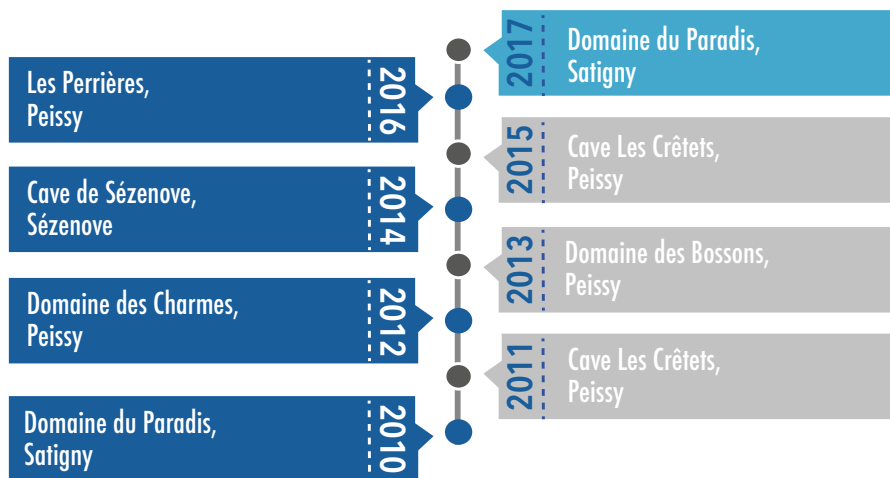 2017
Domaine du Paradis,
Satigny
Les Perrières,
Peissy
2016
2015
Cave Les Crêtets,
Peissy
Cave de Sézenove,
Sézenove
2014
2013
Domaine des Bossons,
Peissy
Domaine des Charmes,
Peissy
2012
2011
Cave Les Crêtets,
Peissy
Domaine du Paradis,
Satigny
2010